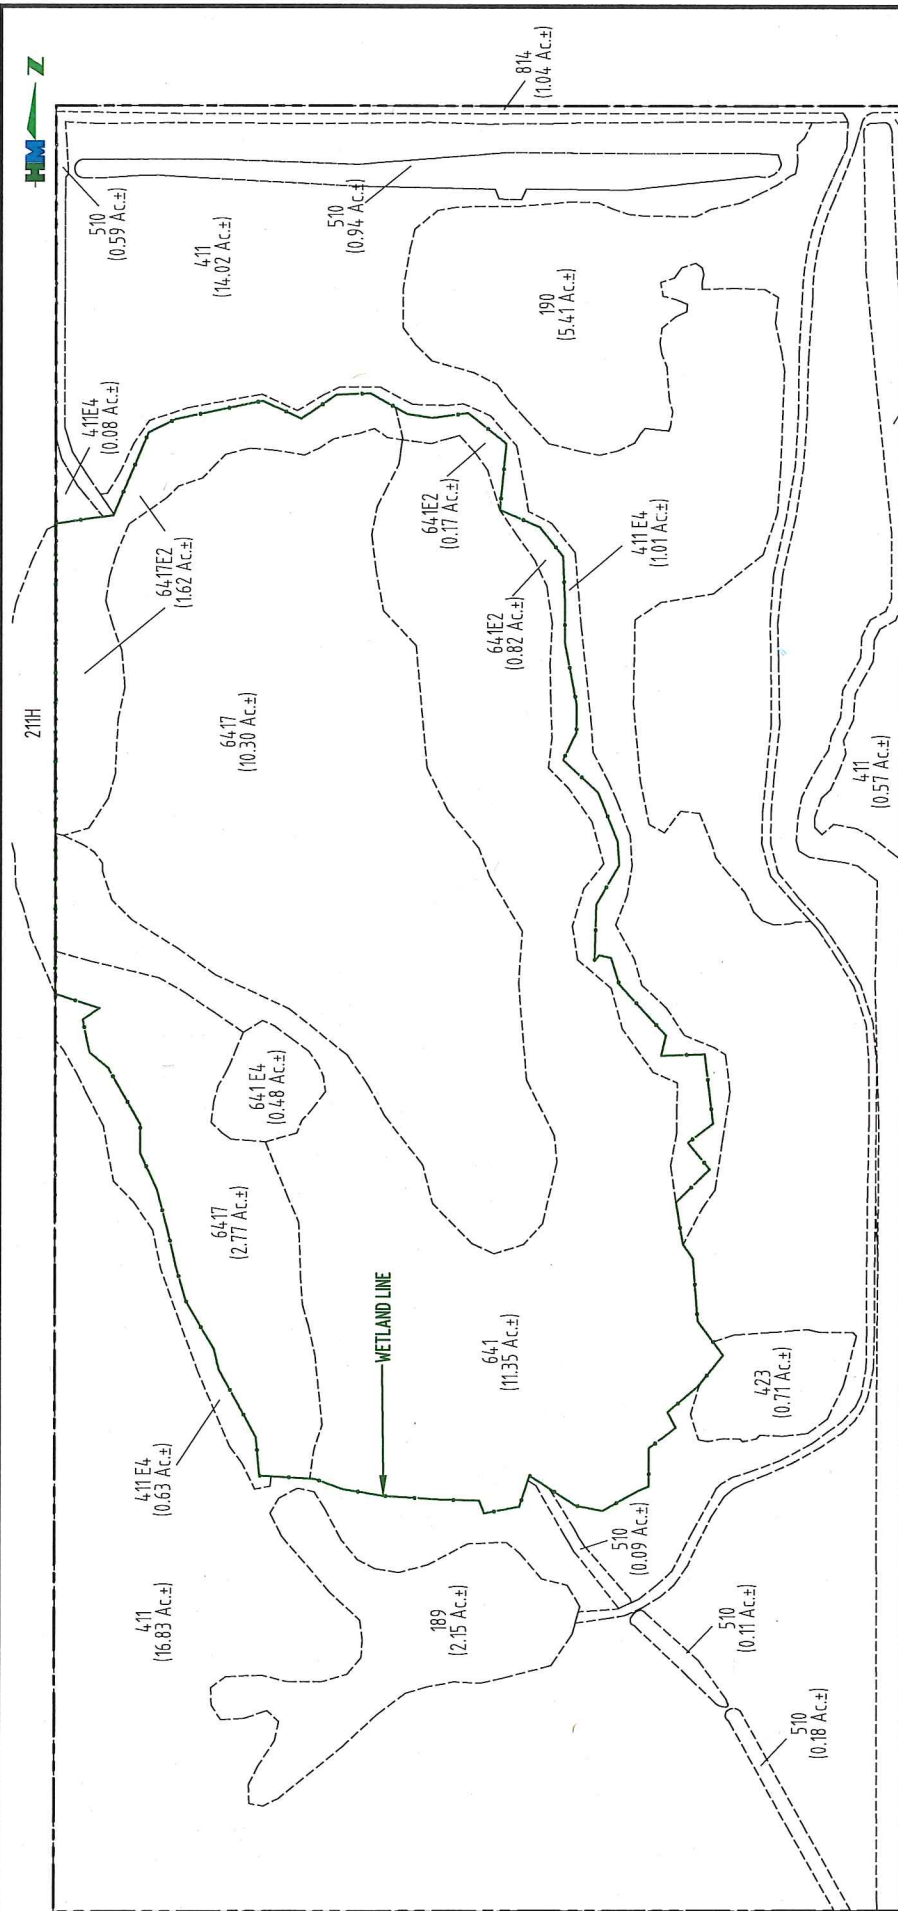 HM
N
814
(1.04 Ac.±)
510
(0.59 Ac.±)
510
(0.94 Ac.±)
411
(14.02 Ac.±)
190
(5.41 Ac.±)
411E4
(0.08 Ac.±)
641E2
(0.17 Ac.±)
411 E4
(1.01 Ac.±)
6417E2
(1.62 Ac.±)
641E2
(0.82 Ac.±)
211H
6417
(10.30 Ac.±)
411
(0.57 Ac.±)
641 E4
(0.48 Ac.±)
6417
(2.77 Ac.±)
WETLAND LINE
641
(11.35 Ac.±)
423
(0.71 Ac.±)
411 E4
(0.63 Ac.±)
510
(0.09 Ac.±)
411
(16.83 Ac.±)
189
(2.15 Ac.±)
510
(0.11 Ac.±)
510
(0.18 Ac.±)